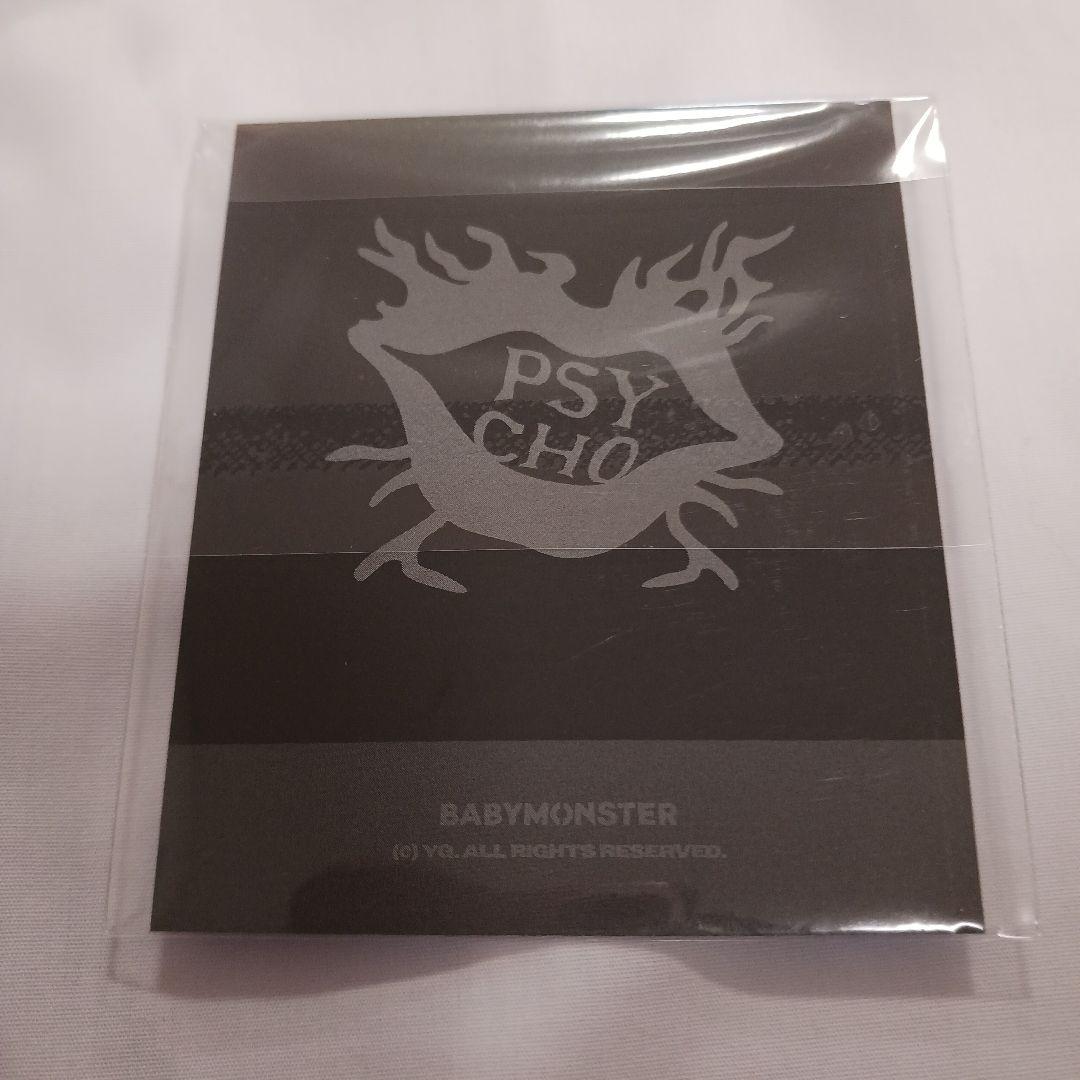 PSY
CHO
BABYMONSTER
(c) YG. ALL RIGHTS RESERVED.